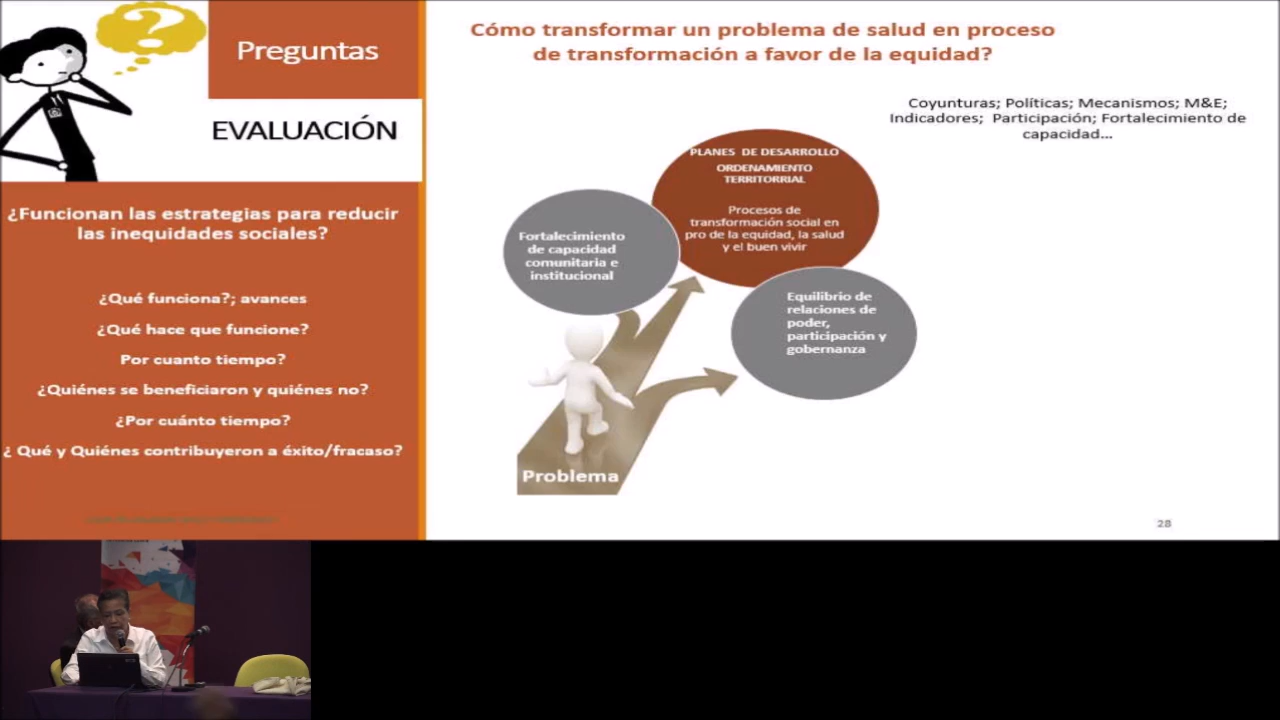 Preguntas
EVALUACIÓN
¿Funcionan las estrategias para reducir
las inequidades sociales?
¿Qué funciona?; avances
¿Qué hace que funcione?
Por cuanto tiempo?
¿Quiénes se beneficiaron y quiénes no?
¿Por cuánto tiempo?
¿ Qué y Quiénes contribuyeron a éxito/fracaso?
Cómo transformar un problema de salud en proceso
de transformación a favor de la equidad?
Coyunturas; Políticas; Mecanismos; M&E;
Indicadores; Participación; Fortalecimiento de
capacidad...
PLANES DE DESARROLLO
ORDENAMIENTO
TERRITORRIAL
Procesos de
transformación social en
pro de la equidad, la salud
y el buen vivir
Fortalecimiento
de capacidad
comunitaria e
institucional
Equilibrio de
relaciones de
poder,
participación y
gobernanza
Problema
28